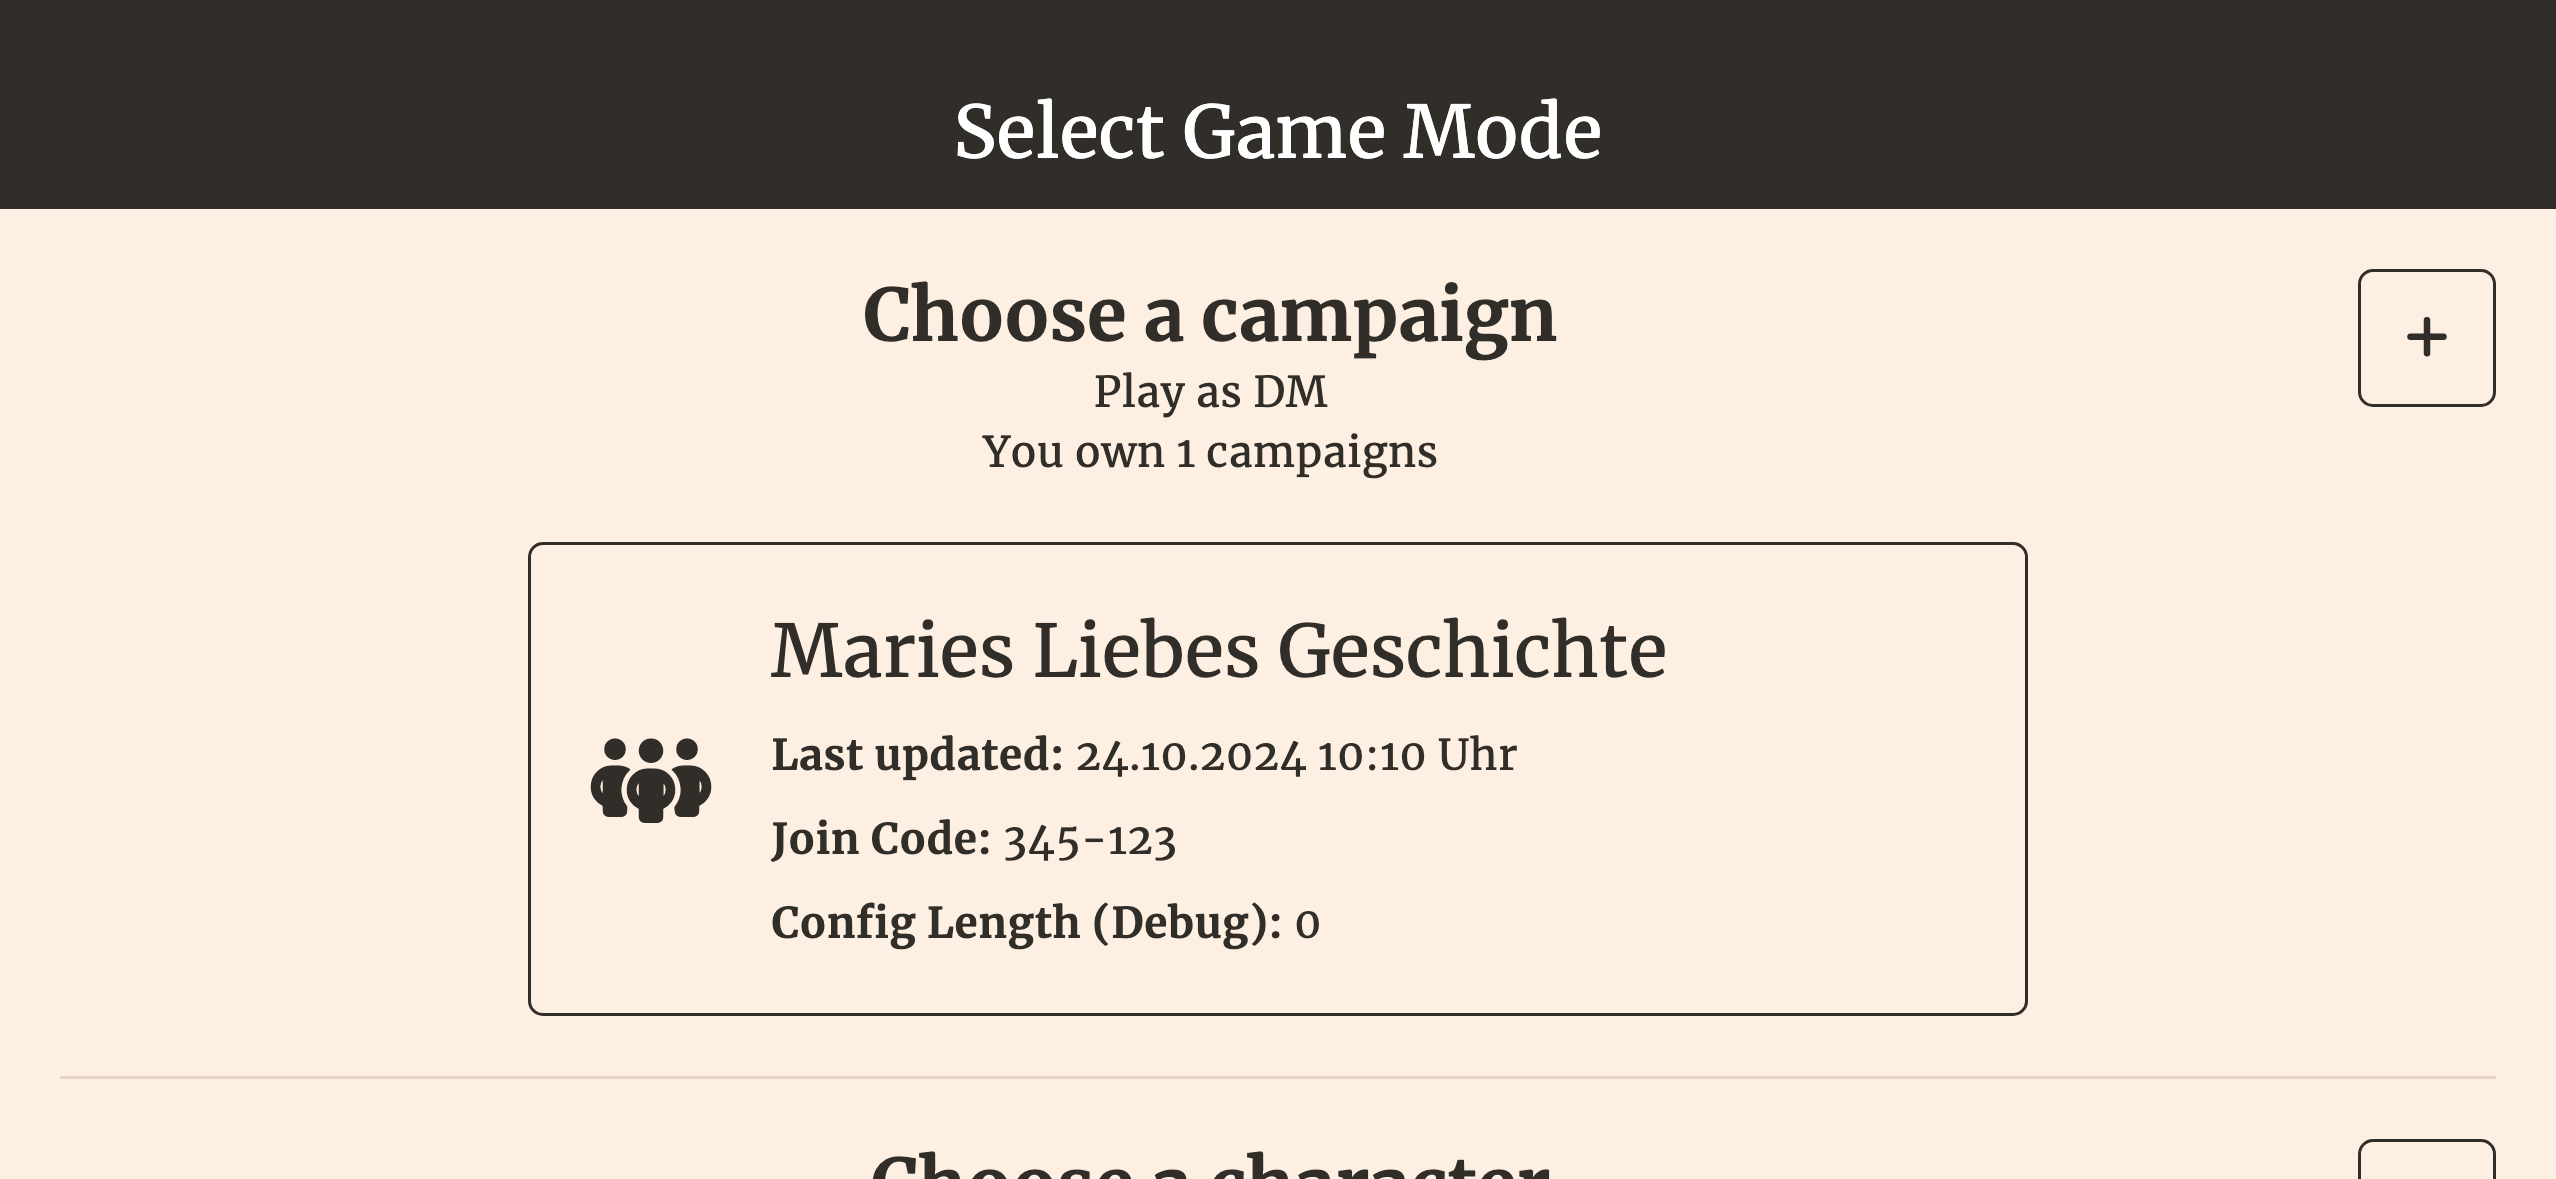 Select Game Mode
Choose a campaign
Play as DM
You own 1 campaigns
+
Maries Liebes Geschichte
Last updated: 24.10.2024 10:10 Uhr
Join Code: 345-123
Config Length (Debug): 0
Choose a character